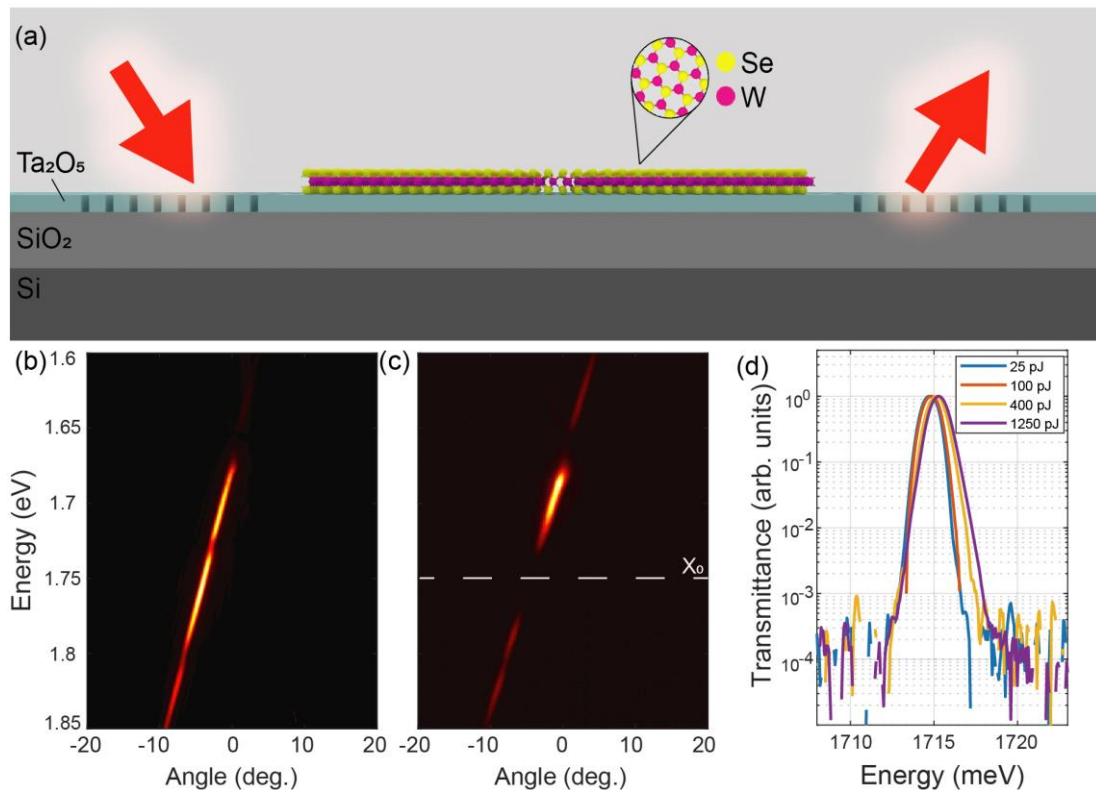 (a)
Se
W
Ta₂O₅
SiO₂
Si
(b)
(c)
(d)
1.6
1.65
1.7
1.75
1.8
1.85
Energy (eV)
-20
-10
0
10
20
Angle (deg.)
X₀
-20
-10
0
10
20
Angle (deg.)
25 pJ
100 pJ
400 pJ
1250 pJ
10⁰
10⁻¹
10⁻²
10⁻³
10⁻⁴
Transmittance (arb. units)
1710
1715
1720
Energy (meV)